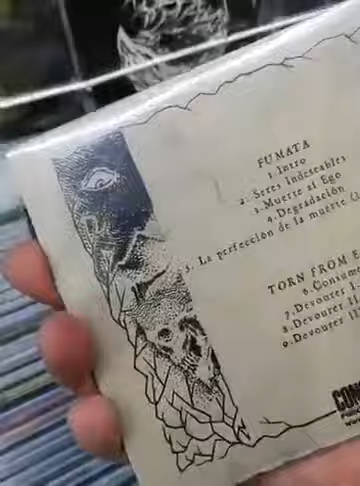 FUMATA
1.Intro
2. Seres Indeseables
3.Muerte al Ego
4.Degradación
5. La perfección de la muerte
TORN FROM
6.Consum
7.Devourer I
8.Devourer I
9.Devourer II
CON